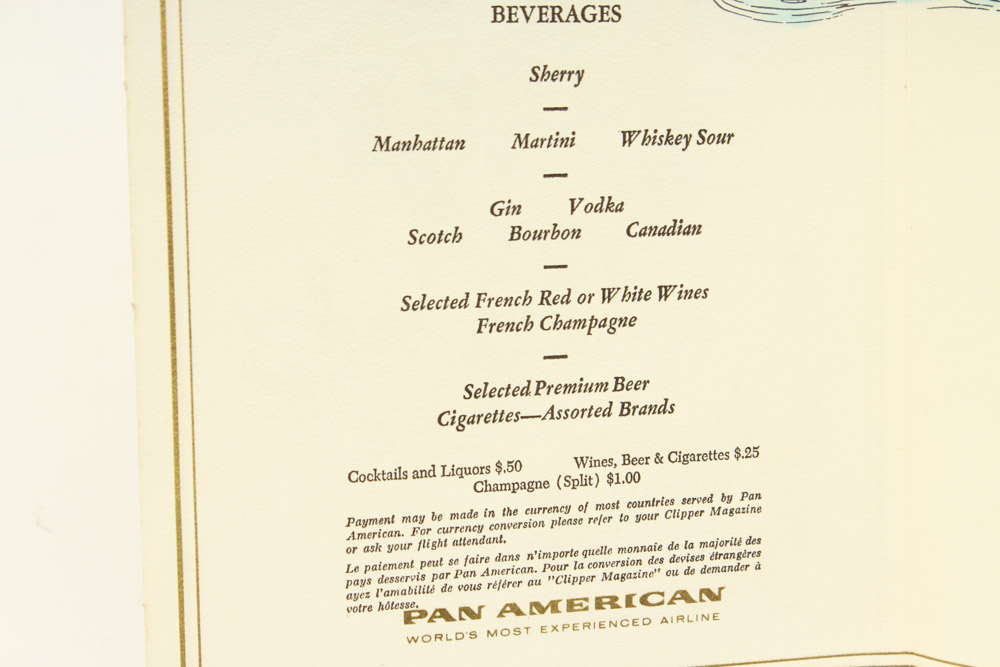 BEVERAGES
Sherry
Manhattan Martini Whiskey Sour
Gin Vodka
Scotch Bourbon Canadian
Selected French Red or White Wines
French Champagne
Selected Premium Beer
Cigarettes—Assorted Brands
Cocktails and Liquors $.50 Wines, Beer & Cigarettes $.25
Champagne (Split) $1.00
Payment may be made in the currency of most countries served by Pan
American. For currency conversion please refer to your Clipper Magazine
or ask your flight attendant.
Le paiement peut se faire dans n'importe quelle monnaie de la majorité des
pays desservis par Pan American. Pour la conversion des devises étrangères
ayez l'amabilité de vous référer au "Clipper Magazine" ou de demander à
votre hôtesse.
PAN AMERICAN
WORLD'S MOST EXPERIENCED AIRLINE